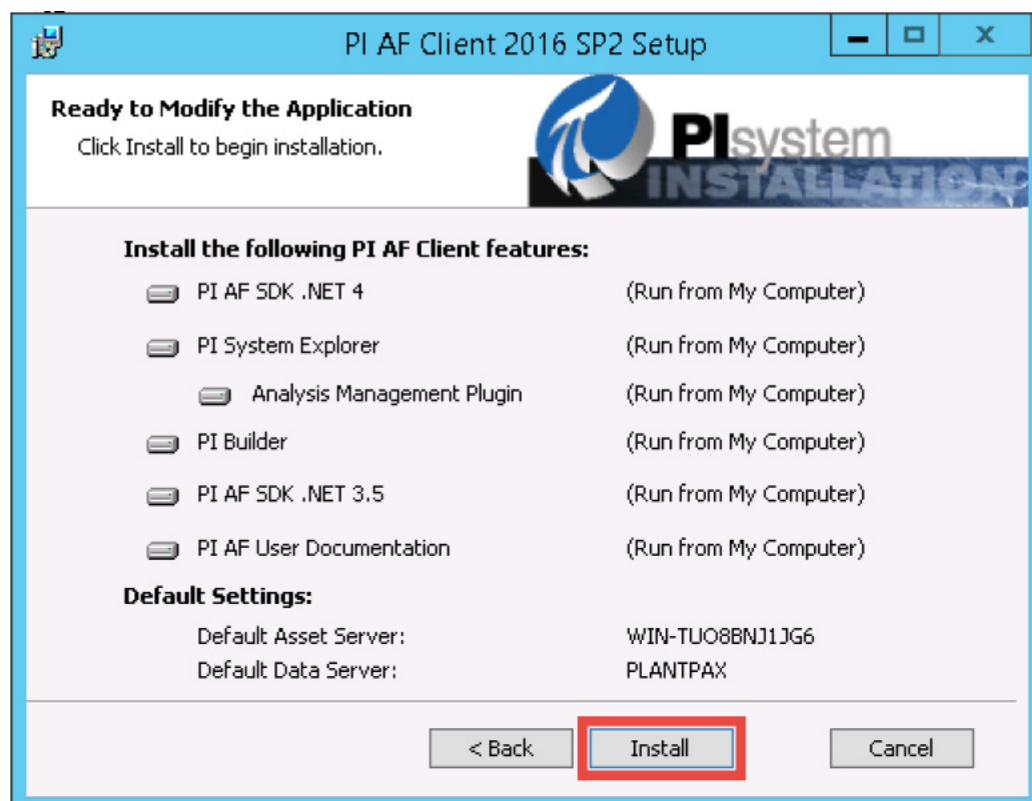 PI AF Client 2016 SP2 Setup
Ready to Modify the Application
Click Install to begin installation.
PIsystem
INSTALLATION
Install the following PI AF Client features:
PI AF SDK .NET 4 (Run from My Computer)
PI System Explorer (Run from My Computer)
Analysis Management Plugin (Run from My Computer)
PI Builder (Run from My Computer)
PI AF SDK .NET 3.5 (Run from My Computer)
PI AF User Documentation (Run from My Computer)
Default Settings:
Default Asset Server: WIN-TUO8BNJ1JG6
Default Data Server: PLANTPAX
< Back Install Cancel